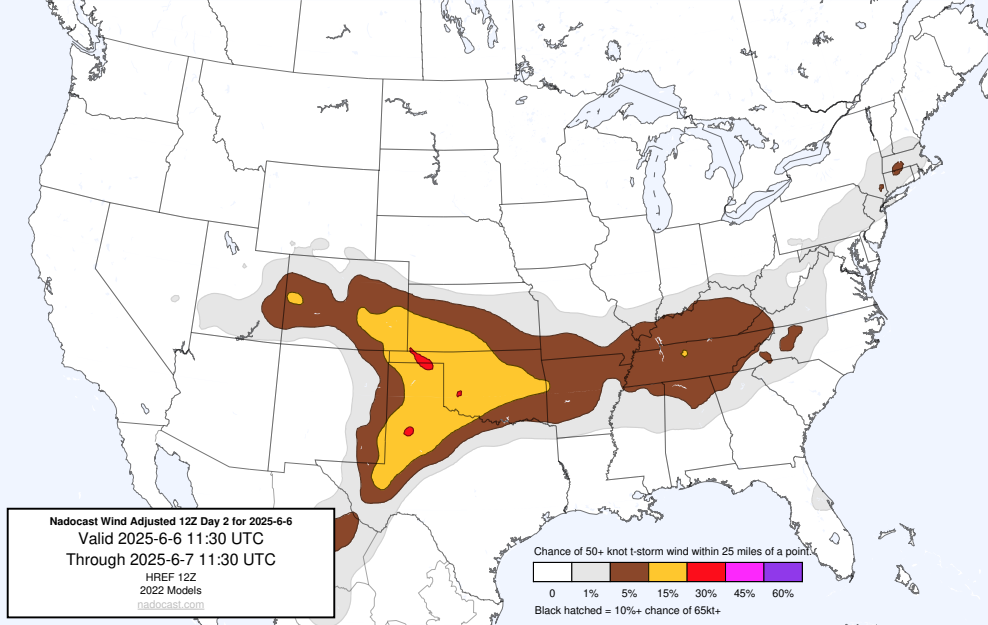 Nadocast Wind Adjusted 12Z Day 2 for 2025-6-6
Valid 2025-6-6 11:30 UTC
Through 2025-6-7 11:30 UTC
HREF 12Z
2022 Models
nadocast.com
Chance of 50+ knot t-storm wind within 25 miles of a point.
0 1% 5% 15% 30% 45% 60%
Black hatched = 10%+ chance of 65kt+